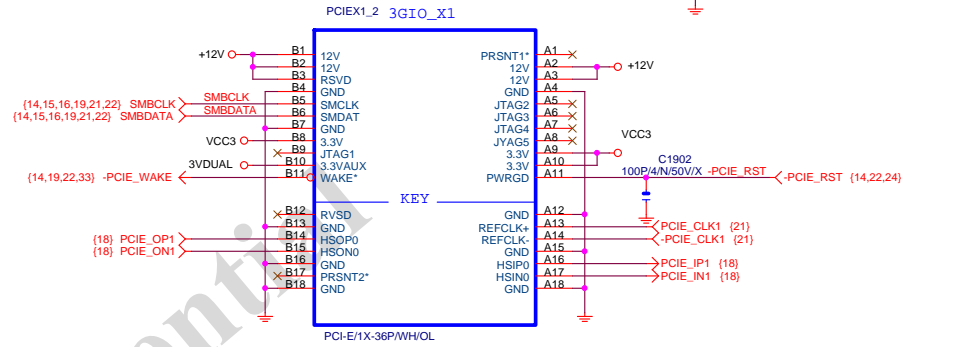 PCIEX1_2 3GIO_X1
+12V B1 12V PRSNT1* A1
B2 12V 12V A2 +12V
B3 RSVD 12V A3
B4 GND GND A4
{14,15,16,19,21,22} SMBCLK SMBCLK B5 SMCLK JTAG2 A5
{14,15,16,19,21,22} SMBDATA SMBDATA B6 SMDAT JTAG3 A6
B7 GND JTAG4 A7
VCC3 B8 3.3V JYAG5 A8 VCC3
B9 JTAG1 3.3V A9
3VDUAL B10 3.3VAUX 3.3V A10 C1902
{14,19,22,33} -PCIE_WAKE B11 WAKE* PWRGD A11 100P/4/N/50V/X -PCIE_RST -PCIE_RST {14,22,24}
KEY
B12 RVSD GND A12
B13 GND REFCLK+ A13 PCIE_CLK1 {21}
{18} PCIE_OP1 B14 HSOP0 REFCLK- A14 -PCIE_CLK1 {21}
{18} PCIE_ON1 B15 HSON0 GND A15
B16 GND HSIP0 A16 PCIE_IP1 {18}
B17 PRSNT2* HSIN0 A17 PCIE_IN1 {18}
B18 GND GND A18
PCI-E/1X-36P/WH/OL